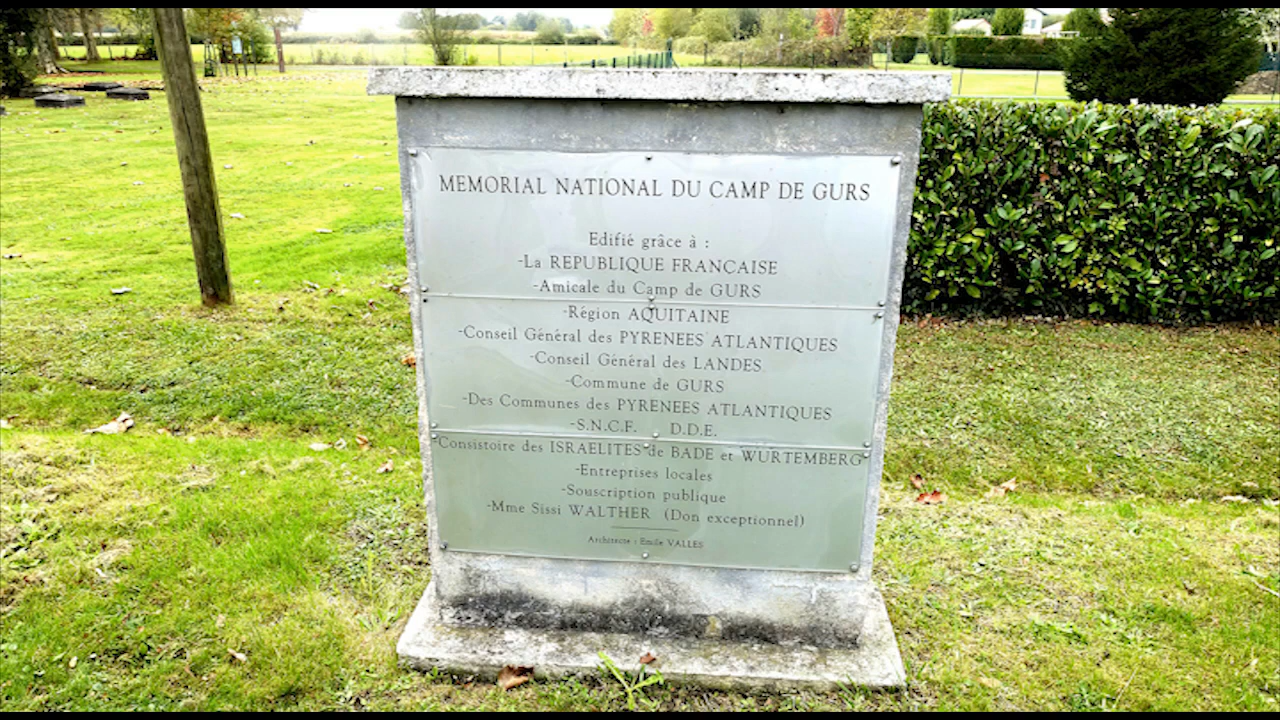 MEMORIAL NATIONAL DU CAMP DE GURS
Edifié grâce à :
-La REPUBLIQUE FRANCAISE
-Amicale du Camp de GURS
-Région AQUITAINE
-Conseil Général des PYRENEES ATLANTIQUES
-Conseil Général des LANDES
-Commune de GURS
-Des Communes des PYRENEES ATLANTIQUES
-S.N.C.F. D.D.E.
-Consistoire des ISRAELITES de BADE et WURTEMBERG
-Entreprises locales
-Souscription publique
-Mme Sissi WALTHER (Don exceptionnel)
Architecte : Emile VALLES